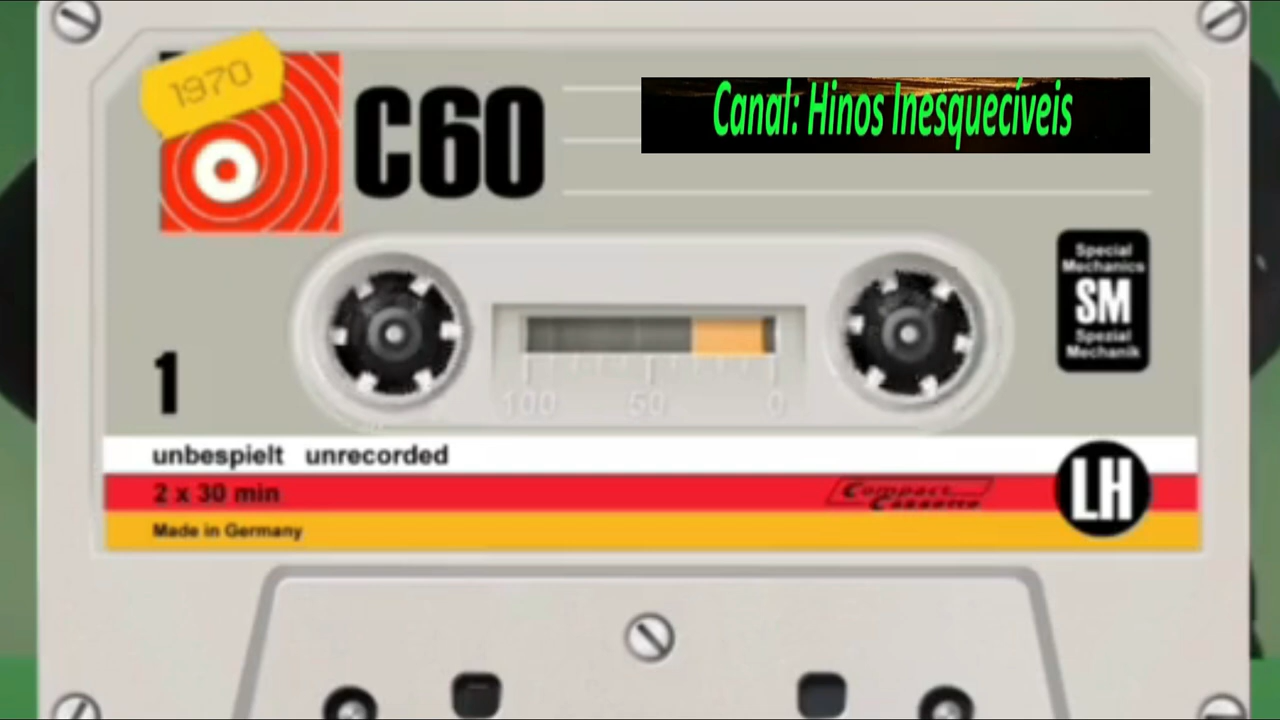 1970
C60
Canal: Hinos Inesquecíveis
Special
Mechanics
SM
Spezial
Mechanik
1
100 50 0
unbespielt unrecorded
2 x 30 min
Compact
Cassette
LH
Made in Germany